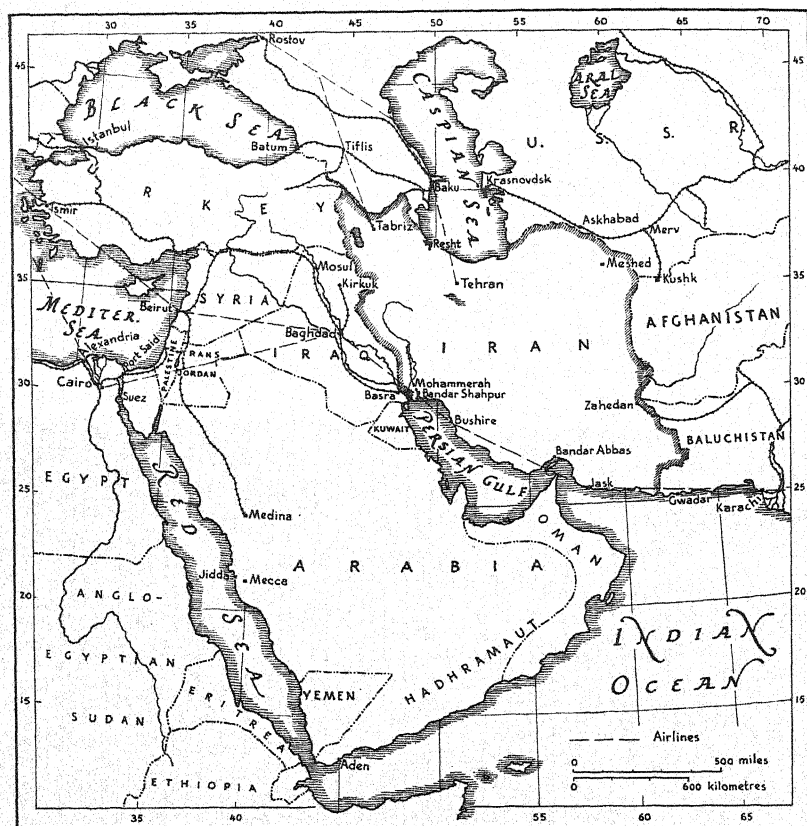 30 35 40 45 50 55 60 65 70
45
40
35
30
25
20
15
45
40
35
30
25
20
15
35 40 45 50 55 60 65
Rostov
BLACK SEA
Istanbul
Batum
Tiflis
CASPIAN SEA
ARAL SEA
U. S. S. R.
Baku
Krasnovdsk
Ismir
R K E Y
Tabriz
Resht
Askhabad
Merv
Meshed
Kushk
Tehran
Mosul
Kirkuk
MEDITER. SEA
Beirut
SYRIA
Alexandria
Port Said
PALESTINE
TRANS
JORDAN
Baghdad
IRAQ
IRAN
AFGHANISTAN
Cairo
Suez
Basra
Mohammerah
Bandar Shahpur
KUWAIT
Bushire
PERSIAN GULF
Zahedan
BALUCHISTAN
Bandar Abbas
Jask
Gwadar
Karachi
EGYPT
RED SEA
Medina
OMAN
Jidda
Mecca
ARABIA
ANGLO-
EGYPTIAN
SUDAN
ERITREA
YEMEN
HADHRAMAUT
INDIAN
OCEAN
ETHIOPIA
Aden
Airlines
0 500 miles
0 600 kilometres